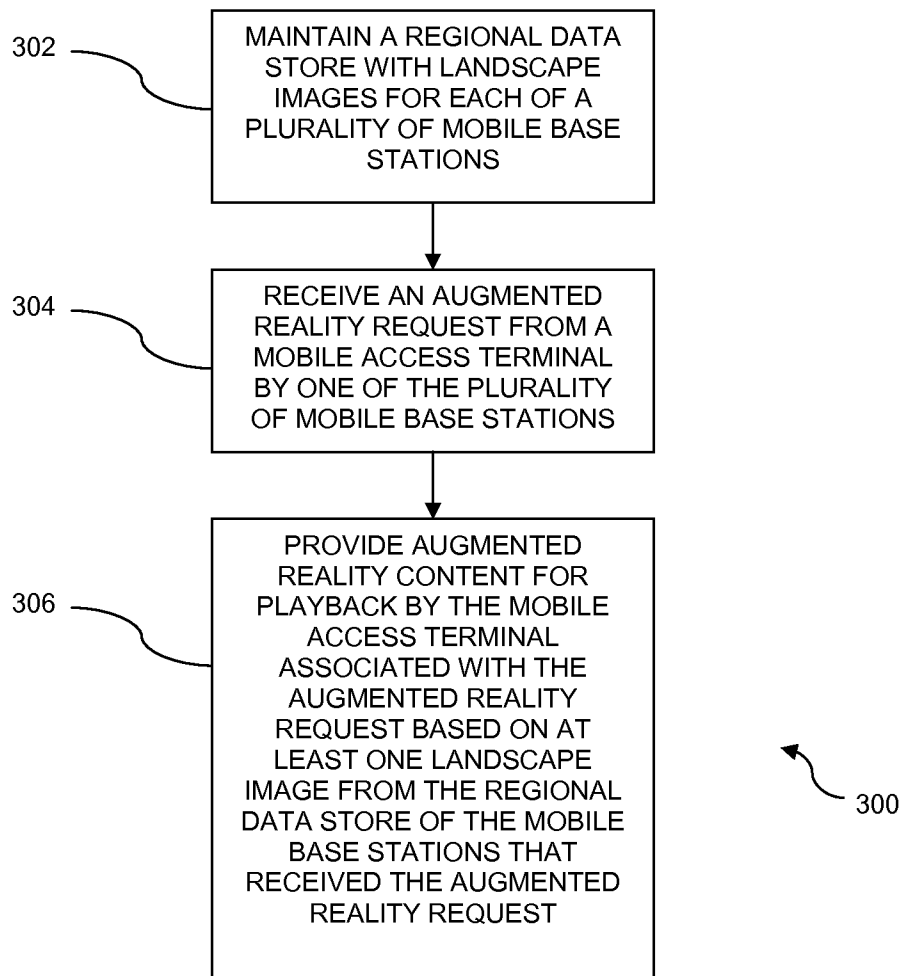 302
MAINTAIN A REGIONAL DATA
STORE WITH LANDSCAPE
IMAGES FOR EACH OF A
PLURALITY OF MOBILE BASE
STATIONS
304
RECEIVE AN AUGMENTED
REALITY REQUEST FROM A
MOBILE ACCESS TERMINAL
BY ONE OF THE PLURALITY
OF MOBILE BASE STATIONS
306
PROVIDE AUGMENTED
REALITY CONTENT FOR
PLAYBACK BY THE MOBILE
ACCESS TERMINAL
ASSOCIATED WITH THE
AUGMENTED REALITY
REQUEST BASED ON AT
LEAST ONE LANDSCAPE
IMAGE FROM THE REGIONAL
DATA STORE OF THE MOBILE
BASE STATIONS THAT
RECEIVED THE AUGMENTED
REALITY REQUEST
300